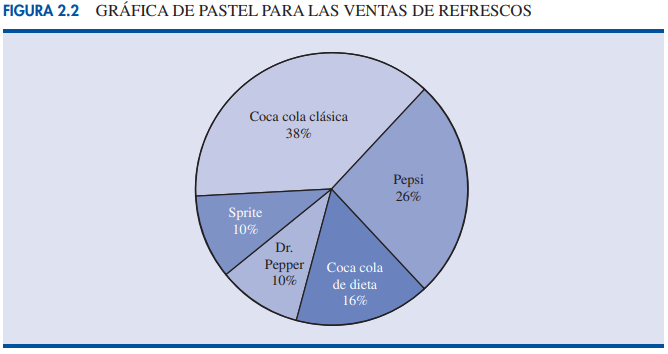 FIGURA 2.2 GRÁFICA DE PASTEL PARA LAS VENTAS DE REFRESCOS
Coca cola clásica
38%
Pepsi
26%
Sprite
10%
Dr.
Pepper
10%
Coca cola
de dieta
16%